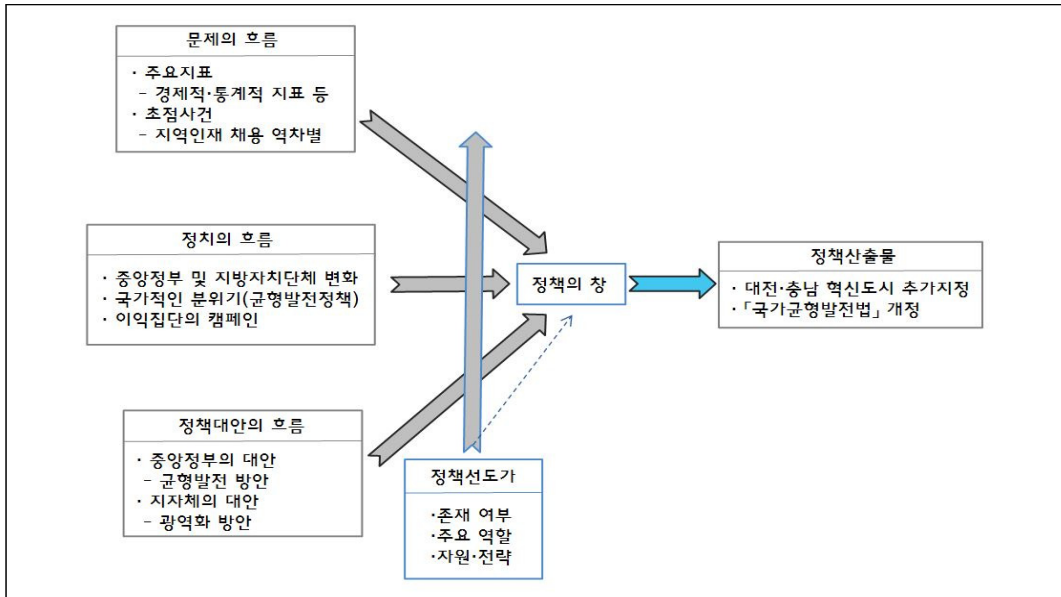 문제의 흐름
· 주요지표
- 경제적·통계적 지표 등
· 초점사건
- 지역인재 채용 역차별
정치의 흐름
· 중앙정부 및 지방자치단체 변화
· 국가적인 분위기(균형발전정책)
· 이익집단의 캠페인
정책대안의 흐름
· 중앙정부의 대안
- 균형발전 방안
· 지자체의 대안
- 광역화 방안
정책선도가
·존재 여부
·주요 역할
·자원·전략
정책의 창
정책산출물
· 대전·충남 혁신도시 추가지정
·「국가균형발전법」 개정